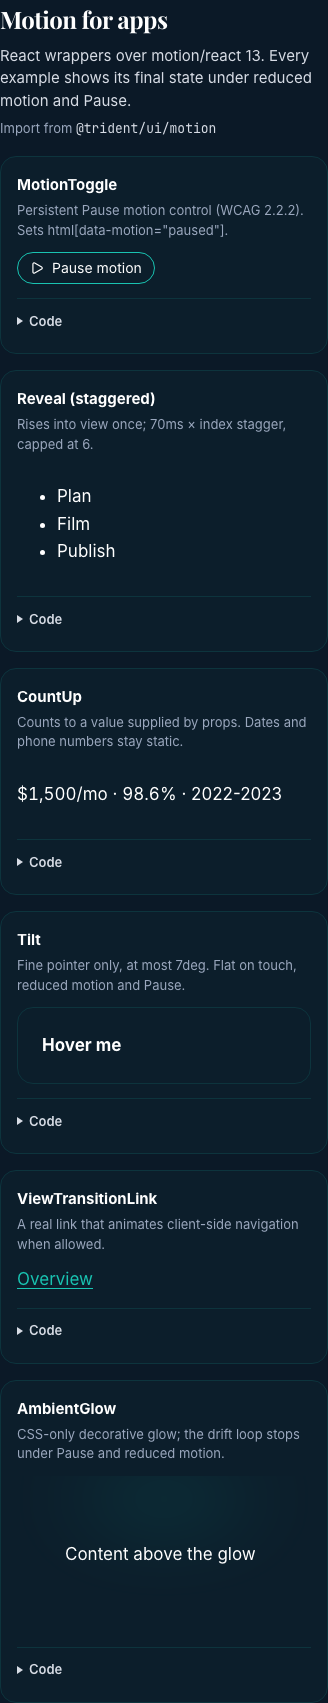 Motion for apps
React wrappers over motion/react 13. Every
example shows its final state under reduced
motion and Pause.
Import from @trident/ui/motion
MotionToggle
Persistent Pause motion control (WCAG 2.2.2).
Sets html[data-motion="paused"].
Pause motion
Code
Reveal (staggered)
Rises into view once; 70ms × index stagger,
capped at 6.
• Plan
• Film
• Publish
Code
CountUp
Counts to a value supplied by props. Dates and
phone numbers stay static.
$1,500/mo · 98.6% · 2022-2023
Code
Tilt
Fine pointer only, at most 7deg. Flat on touch,
reduced motion and Pause.
Hover me
Code
ViewTransitionLink
A real link that animates client-side navigation
when allowed.
Overview
Code
AmbientGlow
CSS-only decorative glow; the drift loop stops
under Pause and reduced motion.
Content above the glow
Code